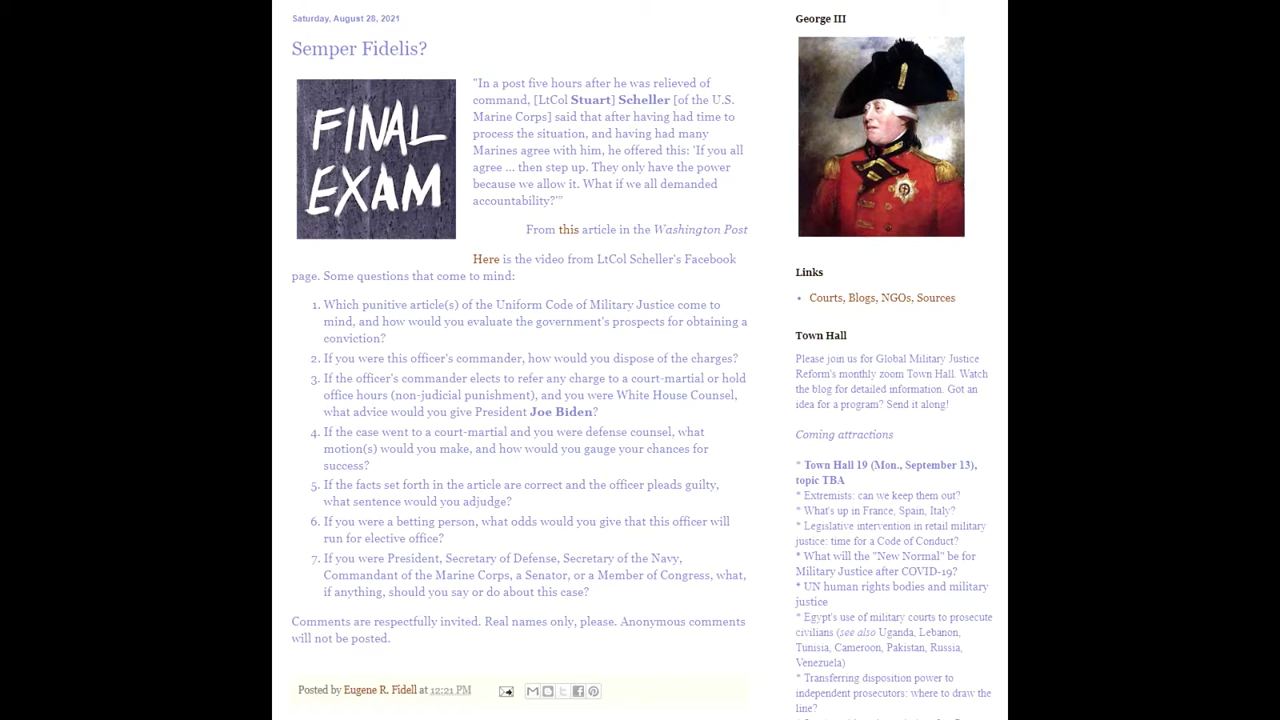 Saturday, August 28, 2021
Semper Fidelis?
FINAL
EXAM
"In a post five hours after he was relieved of
command, [LtCol Stuart] Scheller [of the U.S.
Marine Corps] said that after having had time to
process the situation, and having had many
Marines agree with him, he offered this: 'If you all
agree ... then step up. They only have the power
because we allow it. What if we all demanded
accountability?'"
From this article in the Washington Post
Here is the video from LtCol Scheller's Facebook
page. Some questions that come to mind:
1. Which punitive article(s) of the Uniform Code of Military Justice come to
mind, and how would you evaluate the government's prospects for obtaining a
conviction?
2. If you were this officer's commander, how would you dispose of the charges?
3. If the officer's commander elects to refer any charge to a court-martial or hold
office hours (non-judicial punishment), and you were White House Counsel,
what advice would you give President Joe Biden?
4. If the case went to a court-martial and you were defense counsel, what
motion(s) would you make, and how would you gauge your chances for
success?
5. If the facts set forth in the article are correct and the officer pleads guilty,
what sentence would you adjudge?
6. If you were a betting person, what odds would you give that this officer will
run for elective office?
7. If you were President, Secretary of Defense, Secretary of the Navy,
Commandant of the Marine Corps, a Senator, or a Member of Congress, what,
if anything, should you say or do about this case?
Comments are respectfully invited. Real names only, please. Anonymous comments
will not be posted.
Posted by Eugene R. Fidell at 12:21 PM
George III
Links
• Courts, Blogs, NGOs, Sources
Town Hall
Please join us for Global Military Justice
Reform's monthly zoom Town Hall. Watch
the blog for detailed information. Got an
idea for a program? Send it along!
Coming attractions
* Town Hall 19 (Mon., September 13),
topic TBA
* Extremists: can we keep them out?
* What's up in France, Spain, Italy?
* Legislative intervention in retail military
justice: time for a Code of Conduct?
* What will the "New Normal" be for
Military Justice after COVID-19?
* UN human rights bodies and military
justice
* Egypt's use of military courts to prosecute
civilians (see also Uganda, Lebanon,
Tunisia, Cameroon, Pakistan, Russia,
Venezuela)
* Transferring disposition power to
independent prosecutors: where to draw the
line?